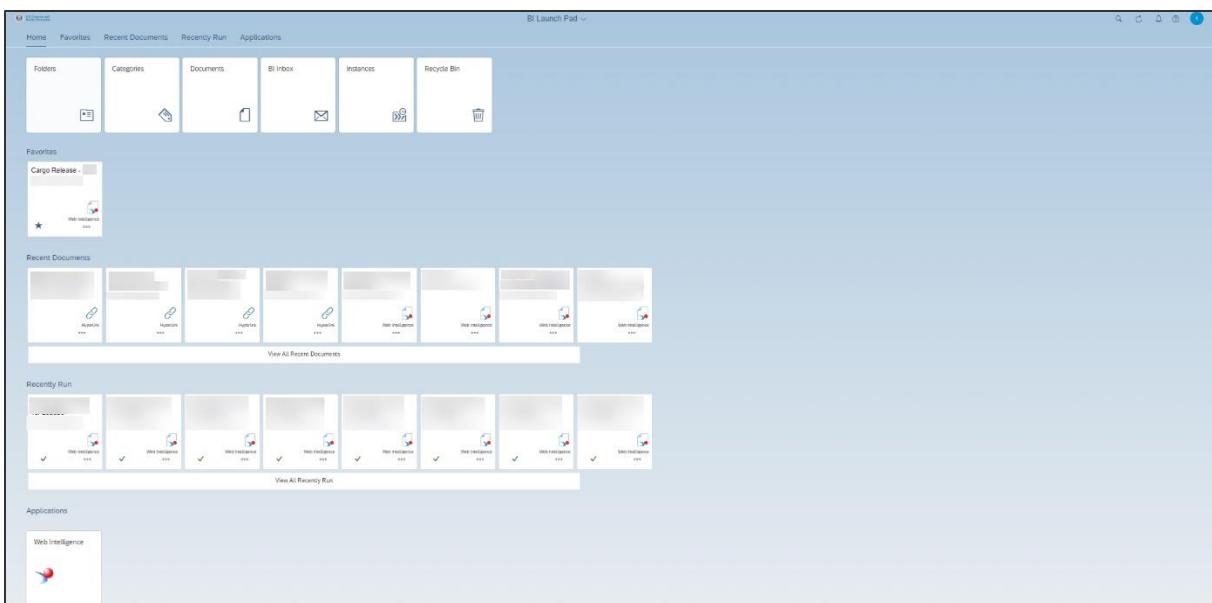 BI Launch Pad
Home Favorites Recent Documents Recently Run Applications
Folders Categories Documents BI Inbox Instances Recycle Bin
Favorites
Cargo Release -
Web Intelligence
Recent Documents
Hyperlink Hyperlink Hyperlink Hyperlink Web Intelligence Web Intelligence Web Intelligence Web Intelligence
View All Recent Documents
Recently Run
Web Intelligence Web Intelligence Web Intelligence Web Intelligence Web Intelligence Web Intelligence Web Intelligence Web Intelligence
View All Recently Run
Applications
Web Intelligence